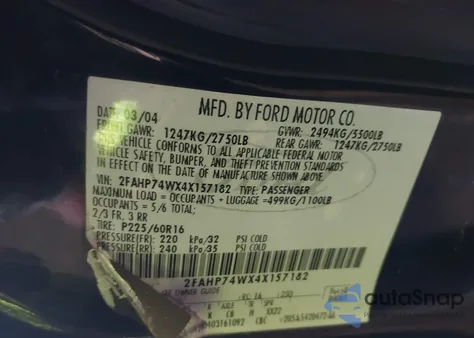 MFD. BY FORD MOTOR CO.
DATE: 03/04
FRONT GAWR: 1247KG/2750LB
GVWR: 2494KG/5500LB
REAR GAWR: 1247KG/2750LB
THIS VEHICLE CONFORMS TO ALL APPLICABLE FEDERAL MOTOR
VEHICLE SAFETY, BUMPER, AND THEFT PREVENTION STANDARDS
IN EFFECT ON THE DATE OF MANUFACTURE SHOWN ABOVE
VEHICLE: 2FAHP74WX4X157182 TYPE: PASSENGER
MAXIMUM LOAD = OCCUPANTS + LUGGAGE =499KG/1100LB
OCCUPANTS: 5/6 TOTAL:
2/3 FR, 3 RR
TIRE: P225/60R16
PRESSURE(FR): 220 kPa/32 PSI COLD
PRESSURE(RR): 240 kPa/35 PSI COLD
2FAHP74WX4X157182
OWNER GUIDE
autoSnap